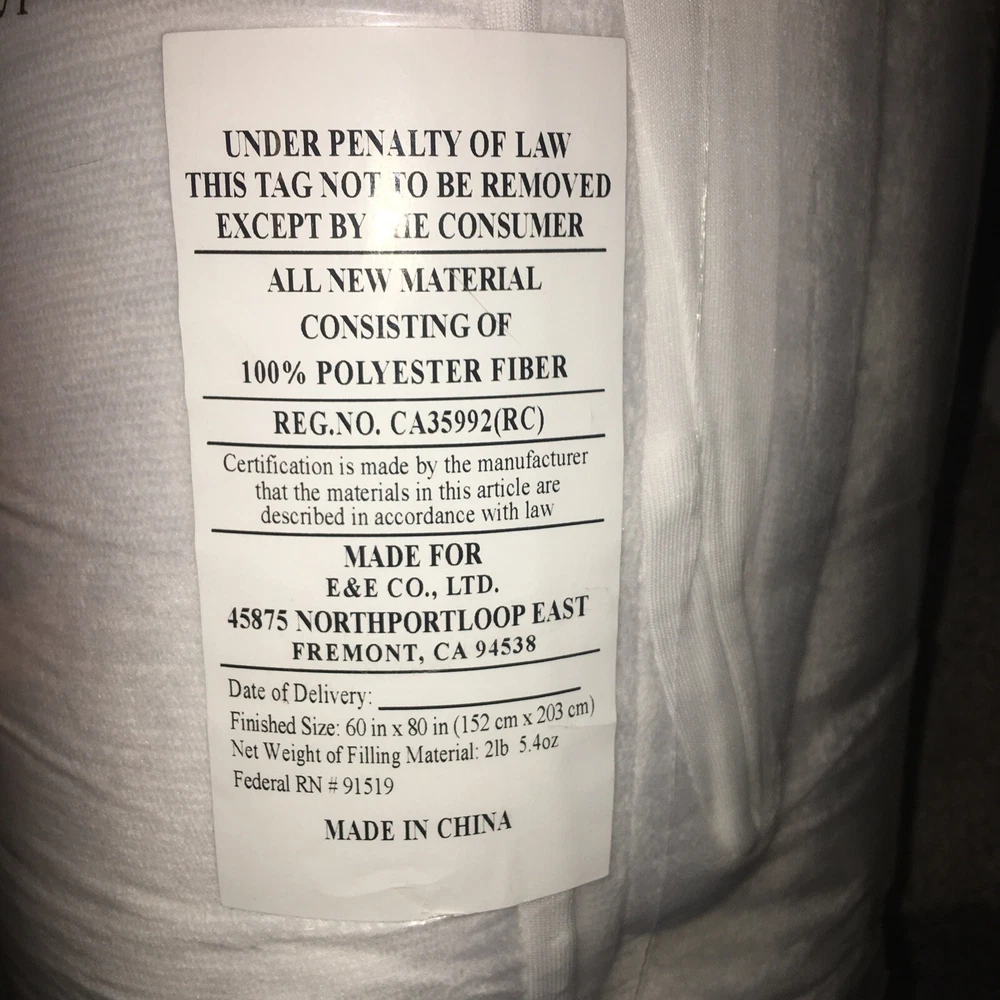 UNDER PENALTY OF LAW
THIS TAG NOT TO BE REMOVED
EXCEPT BY CONSUMER
ALL NEW MATERIAL
CONSISTING OF
100% POLYESTER FIBER
REG.NO. CA35992(RC)
Certification is made by the manufacturer
that the materials in this article are
described in accordance with law
MADE FOR
E&E CO., LTD.
45875 NORTHPORTLOOP EAST
FREMONT, CA 94538
Date of Delivery:
Finished Size: 60 in x 80 in (152 cm x 203 cm)
Net Weight of Filling Material: 2lb 5.4oz
Federal RN # 91519
MADE IN CHINA